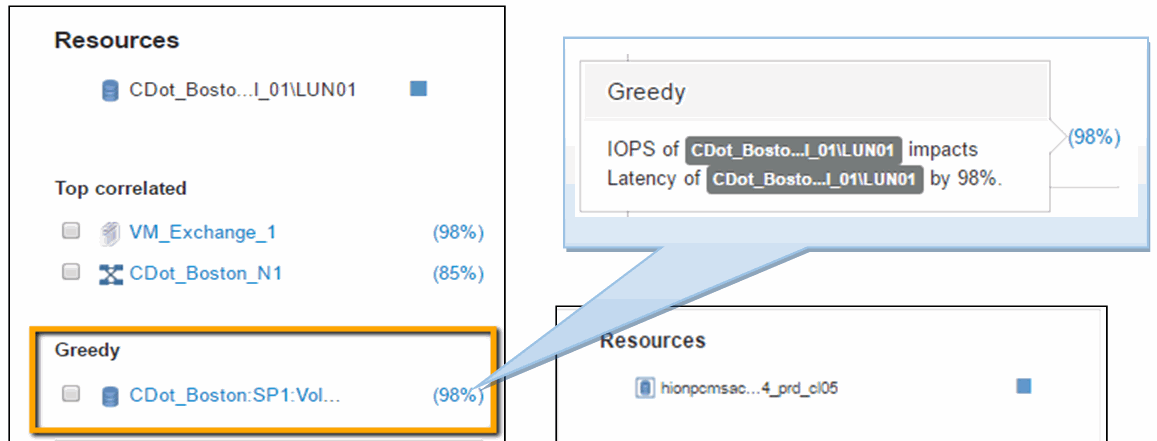 Resources
CDot_Bosto...l_01\LUN01
Top correlated
VM_Exchange_1 (98%)
CDot_Boston_N1 (85%)
Greedy
CDot_Boston:SP1:Vol... (98%)
Greedy
IOPS of CDot_Bosto...l_01\LUN01 impacts
Latency of CDot_Bosto...l_01\LUN01 by 98%.
(98%)
Resources
hionpcmsac...4_prd_cl05